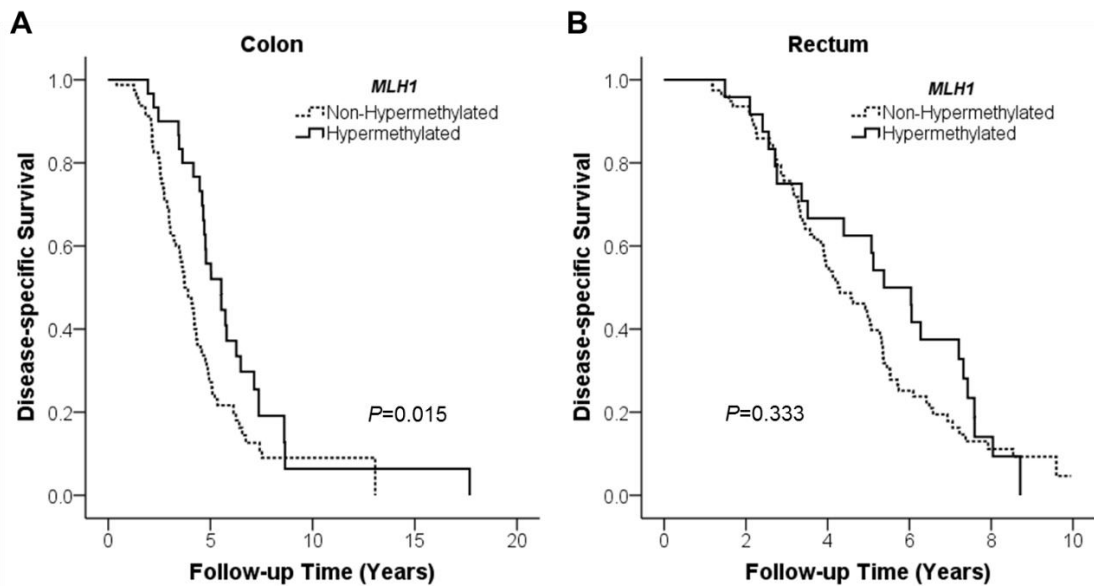 A
Colon
MLH1
Non-Hypermethylated
Hypermethylated
1.0
0.8
0.6
0.4
0.2
0.0
Disease-specific Survival
P=0.015
0 5 10 15 20
Follow-up Time (Years)
B
Rectum
MLH1
Non-Hypermethylated
Hypermethylated
1.0
0.8
0.6
0.4
0.2
0.0
Disease-specific Survival
P=0.333
0 2 4 6 8 10
Follow-up Time (Years)